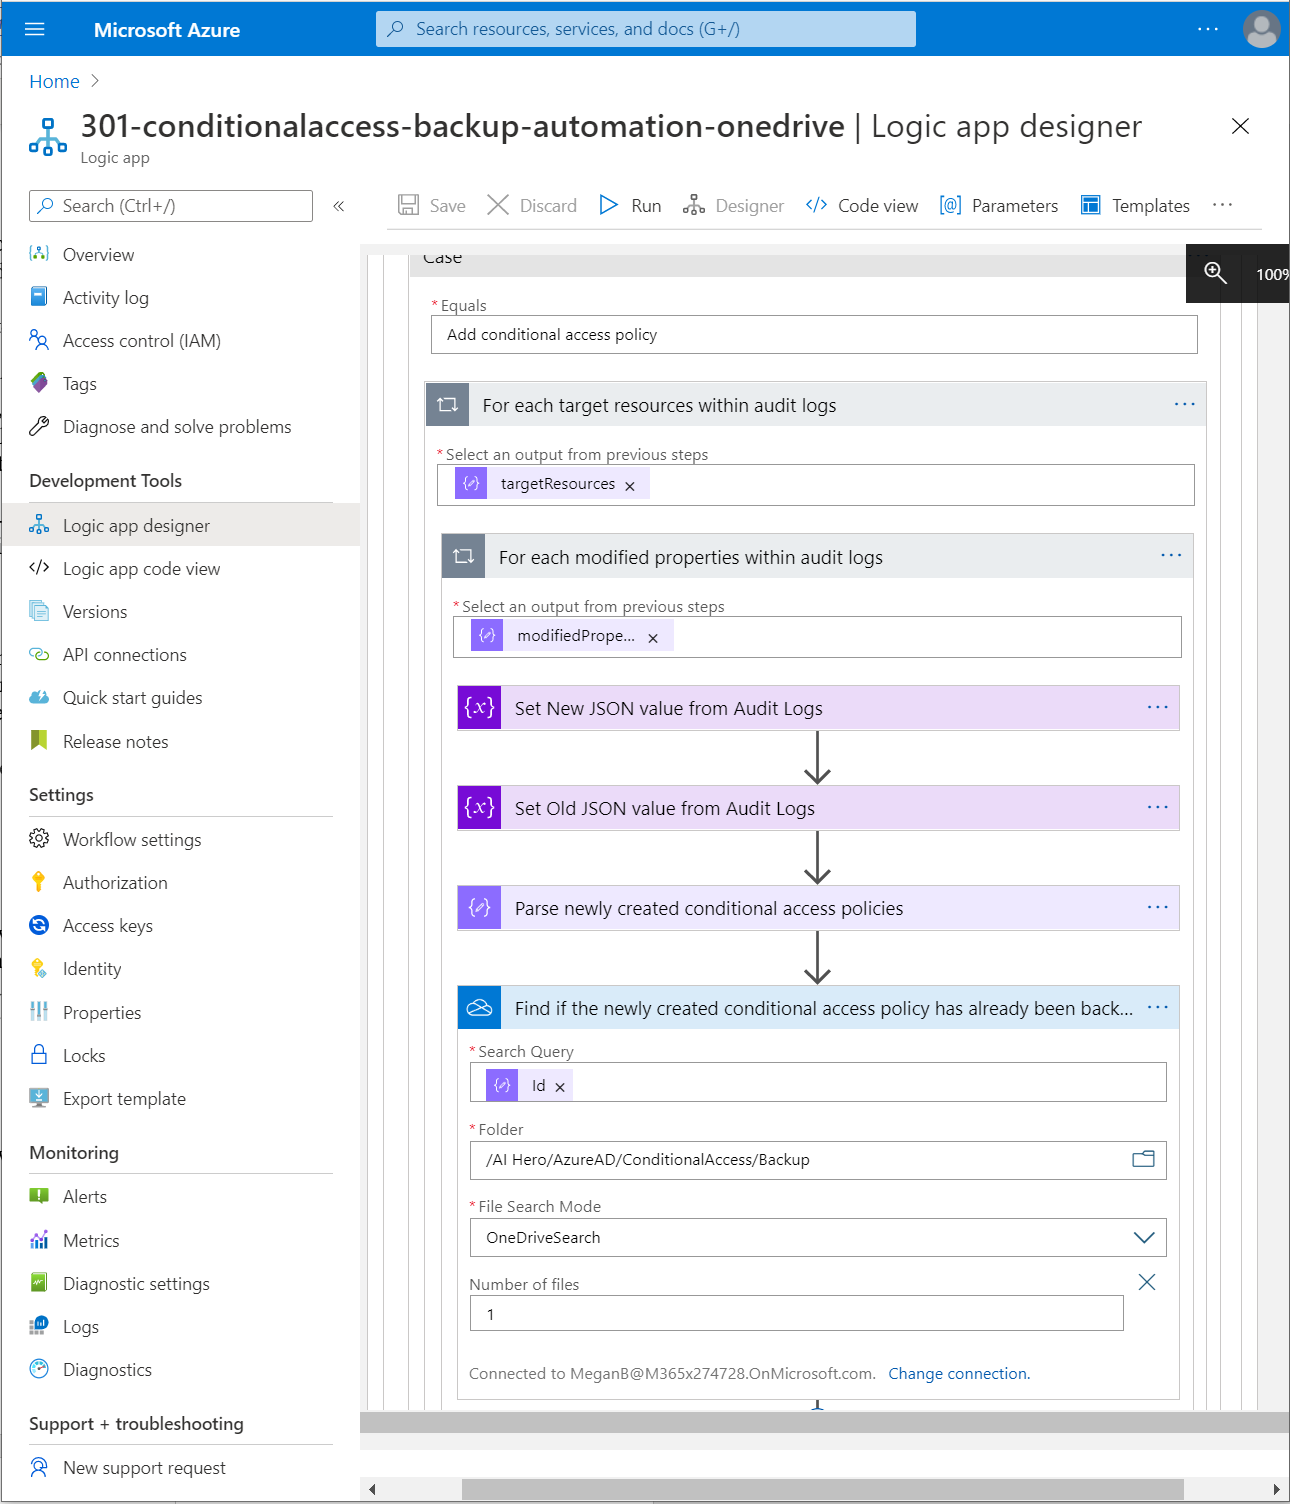 Microsoft Azure
Search resources, services, and docs (G+/)
Home
301-conditionalaccess-backup-automation-onedrive | Logic app designer
Logic app
Search (Ctrl+/)
«
Save
Discard
Run
Designer
Code view
Parameters
Templates
Overview
Activity log
Access control (IAM)
Tags
Diagnose and solve problems
Development Tools
Logic app designer
Logic app code view
Versions
API connections
Quick start guides
Release notes
Settings
Workflow settings
Authorization
Access keys
Identity
Properties
Locks
Export template
Monitoring
Alerts
Metrics
Diagnostic settings
Logs
Diagnostics
Support + troubleshooting
New support request
Case
100%
* Equals
Add conditional access policy
For each target resources within audit logs
* Select an output from previous steps
targetResources ×
For each modified properties within audit logs
* Select an output from previous steps
modifiedPrope... ×
Set New JSON value from Audit Logs
Set Old JSON value from Audit Logs
Parse newly created conditional access policies
Find if the newly created conditional access policy has already been back...
* Search Query
Id ×
* Folder
/AI Hero/AzureAD/ConditionalAccess/Backup
* File Search Mode
OneDriveSearch
Number of files
1
Connected to MeganB@M365x274728.OnMicrosoft.com. Change connection.